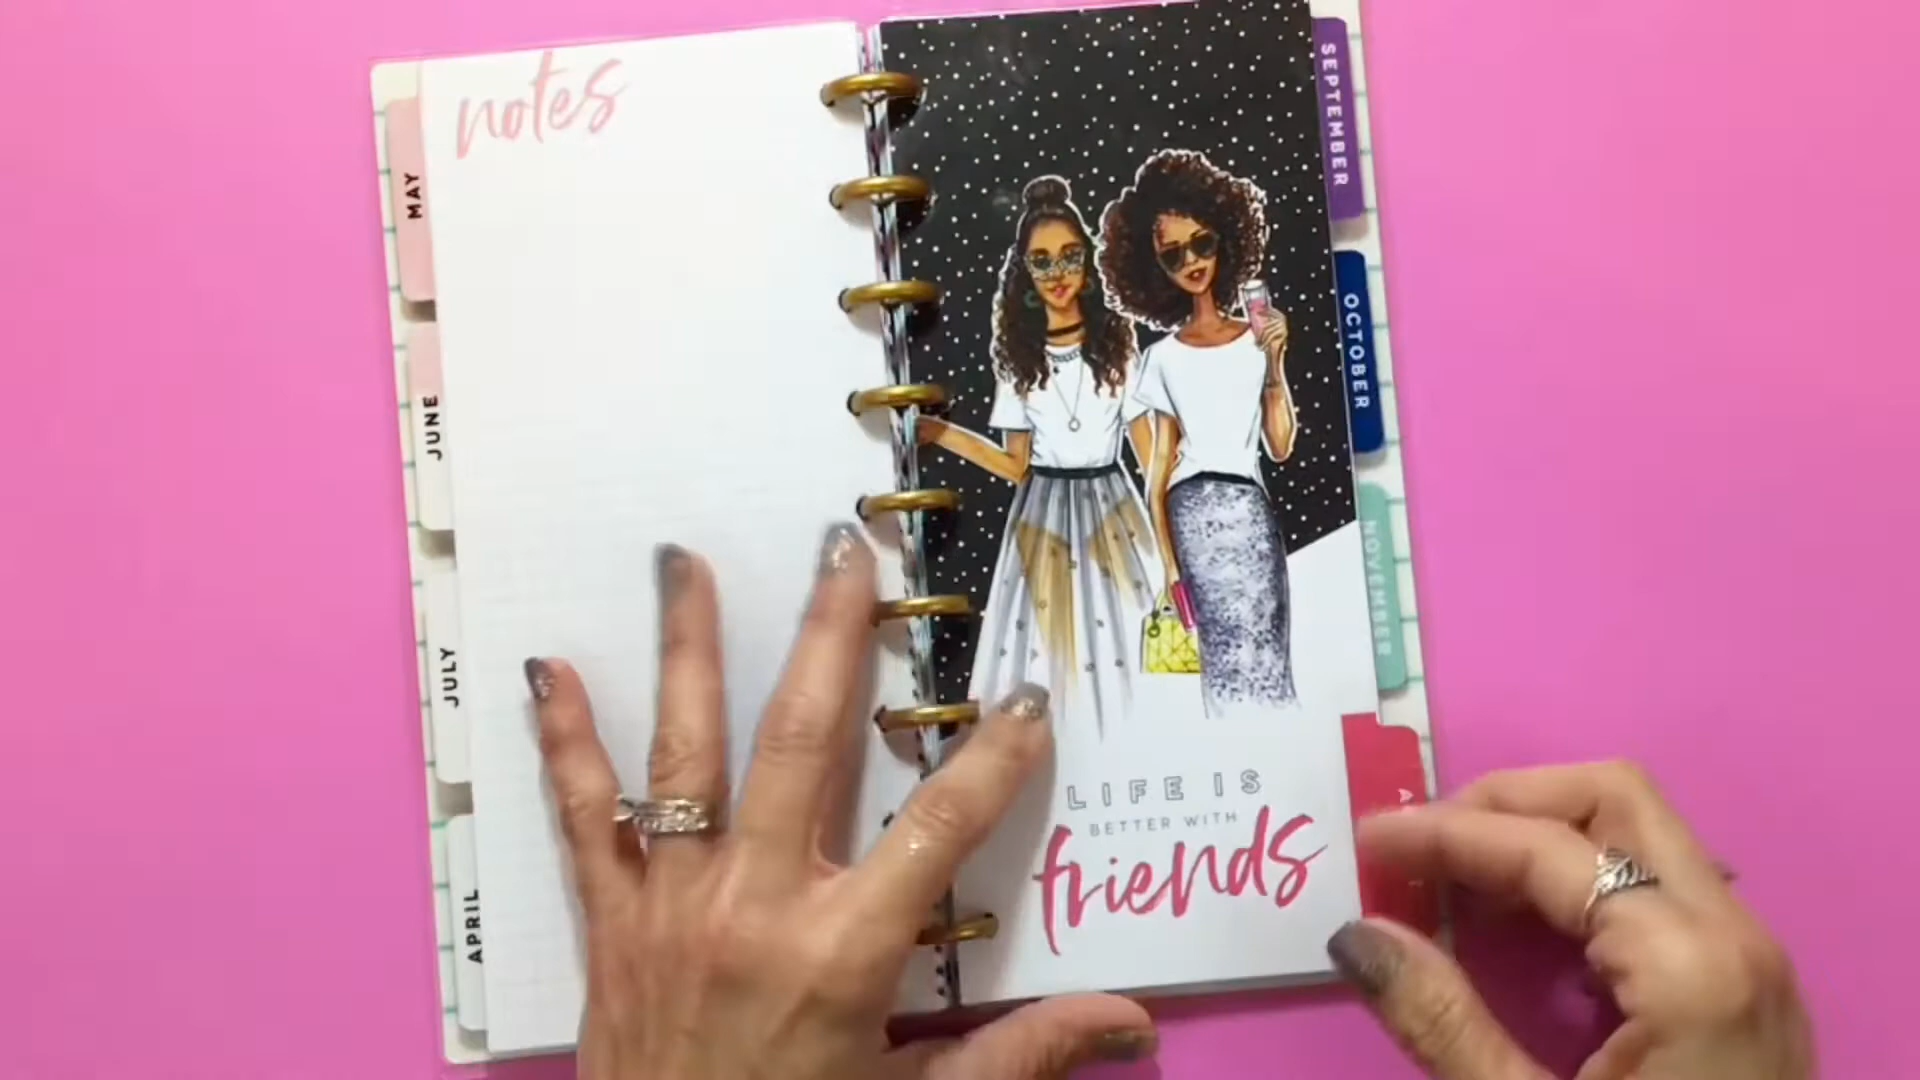 notes
MAY
JUNE
JULY
APRIL
SEPTEMBER
OCTOBER
NOVEMBER
LIFE IS
BETTER WITH
friends